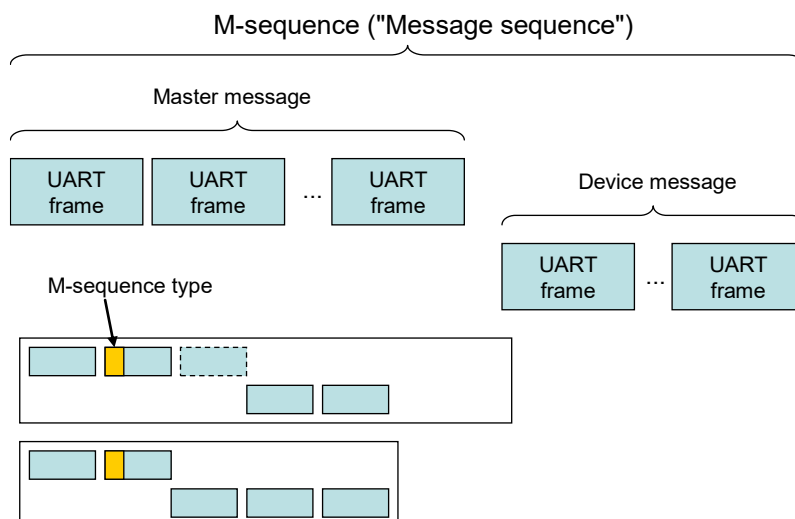 M-sequence ("Message sequence")
Master message
UART
frame
UART
frame
...
UART
frame
Device message
UART
frame
...
UART
frame
M-sequence type